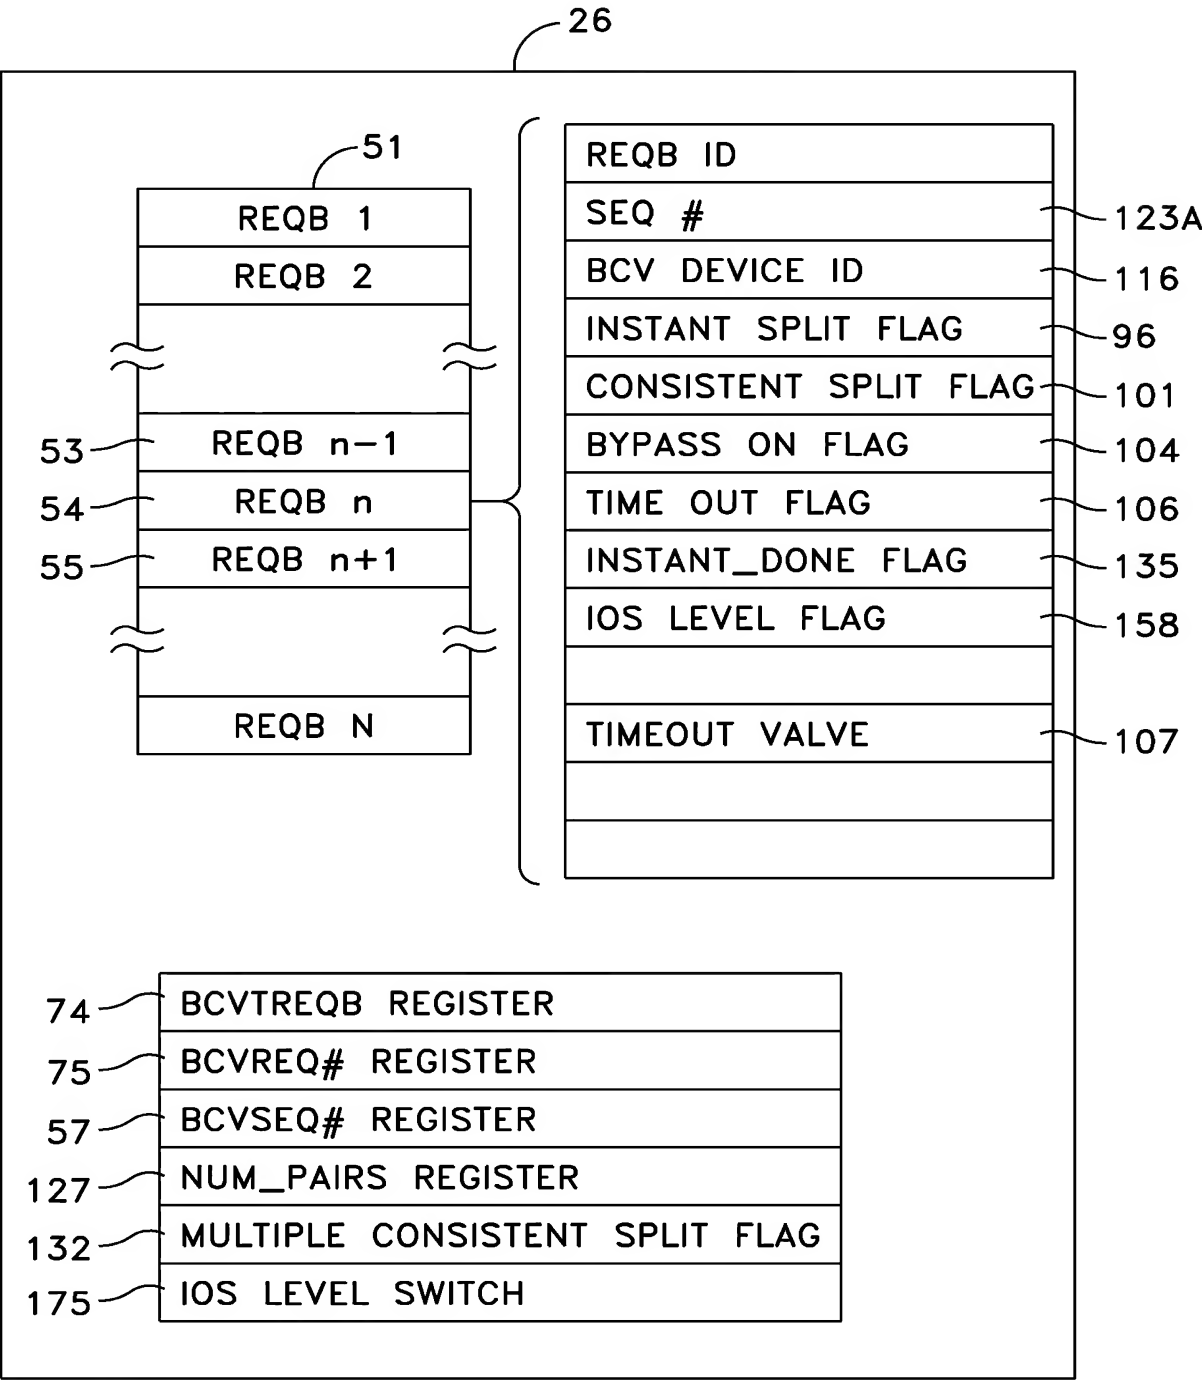 26
51
REQB 1
REQB 2
53
REQB n-1
54
REQB n
55
REQB n+1
REQB N
REQB ID
SEQ #
123A
BCV DEVICE ID
116
INSTANT SPLIT FLAG
96
CONSISTENT SPLIT FLAG
101
BYPASS ON FLAG
104
TIME OUT FLAG
106
INSTANT_DONE FLAG
135
IOS LEVEL FLAG
158
TIMEOUT VALVE
107
74
BCVTREQB REGISTER
75
BCVREQ# REGISTER
57
BCVSEQ# REGISTER
127
NUM_PAIRS REGISTER
132
MULTIPLE CONSISTENT SPLIT FLAG
175
IOS LEVEL SWITCH